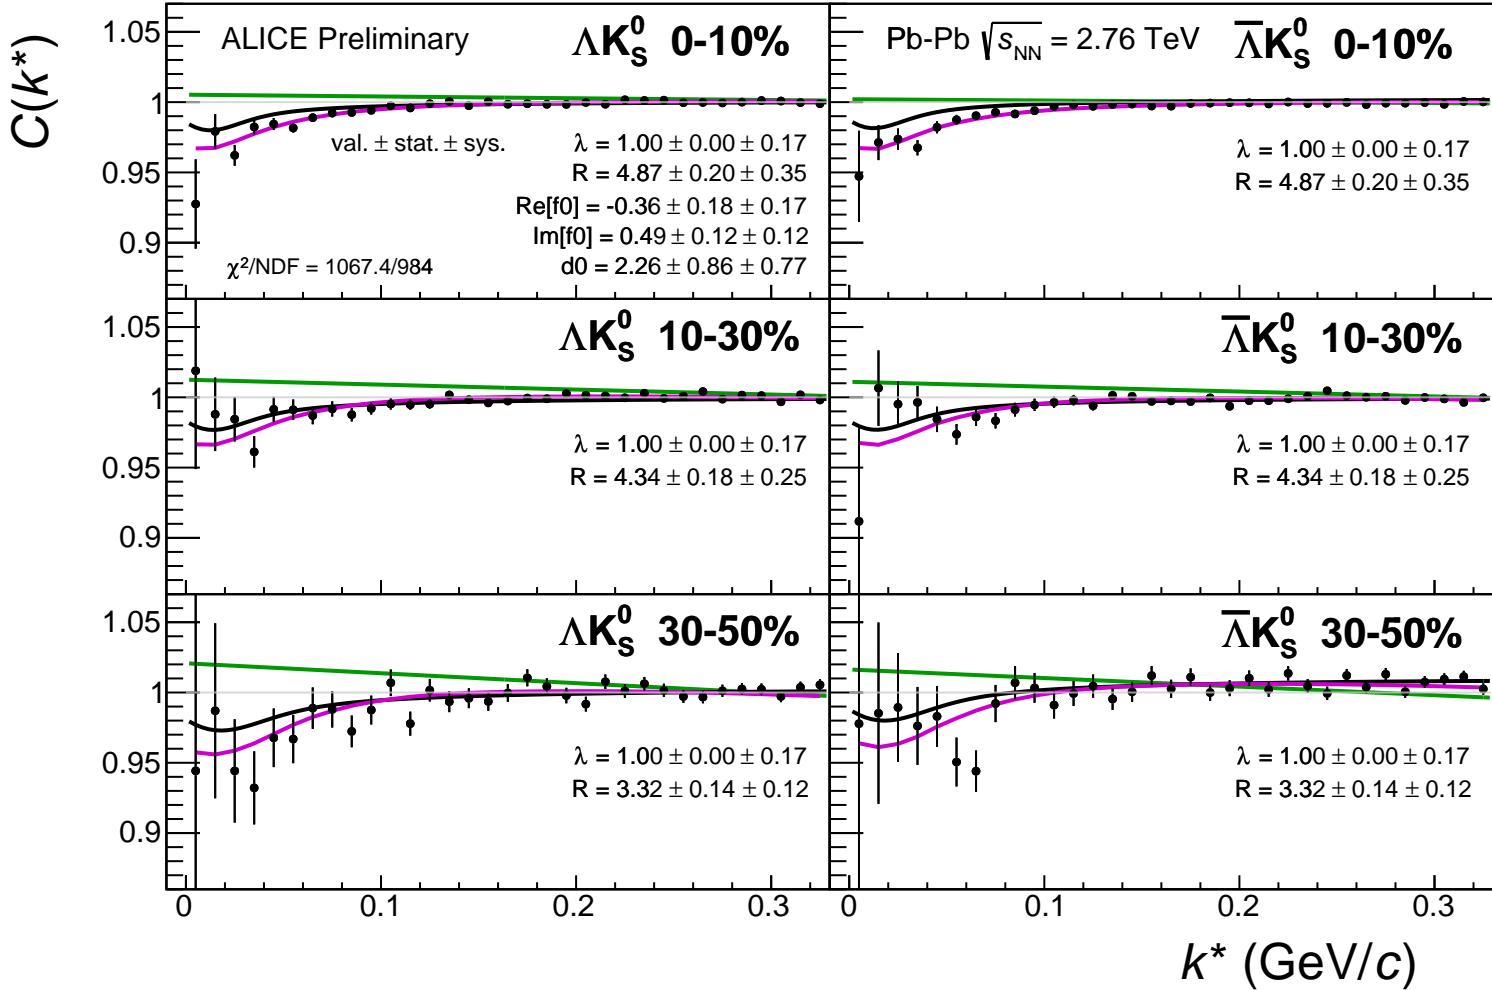 C(k*)
ALICE Preliminary ΛK⁰S 0-10%
1.05
1
0.95
0.9
val. ± stat. ± sys.
λ = 1.00 ± 0.00 ± 0.17
R = 4.87 ± 0.20 ± 0.35
Re[f0] = -0.36 ± 0.18 ± 0.17
Im[f0] = 0.49 ± 0.12 ± 0.12
χ²/NDF = 1067.4/984
d0 = 2.26 ± 0.86 ± 0.77
Pb-Pb √sNN = 2.76 TeV Λ̅K⁰S 0-10%
λ = 1.00 ± 0.00 ± 0.17
R = 4.87 ± 0.20 ± 0.35
ΛK⁰S 10-30%
1.05
1
0.95
0.9
λ = 1.00 ± 0.00 ± 0.17
R = 4.34 ± 0.18 ± 0.25
Λ̅K⁰S 10-30%
λ = 1.00 ± 0.00 ± 0.17
R = 4.34 ± 0.18 ± 0.25
ΛK⁰S 30-50%
1.05
1
0.95
0.9
λ = 1.00 ± 0.00 ± 0.17
R = 3.32 ± 0.14 ± 0.12
Λ̅K⁰S 30-50%
λ = 1.00 ± 0.00 ± 0.17
R = 3.32 ± 0.14 ± 0.12
0 0.1 0.2 0.3 0 0.1 0.2 0.3
k* (GeV/c)